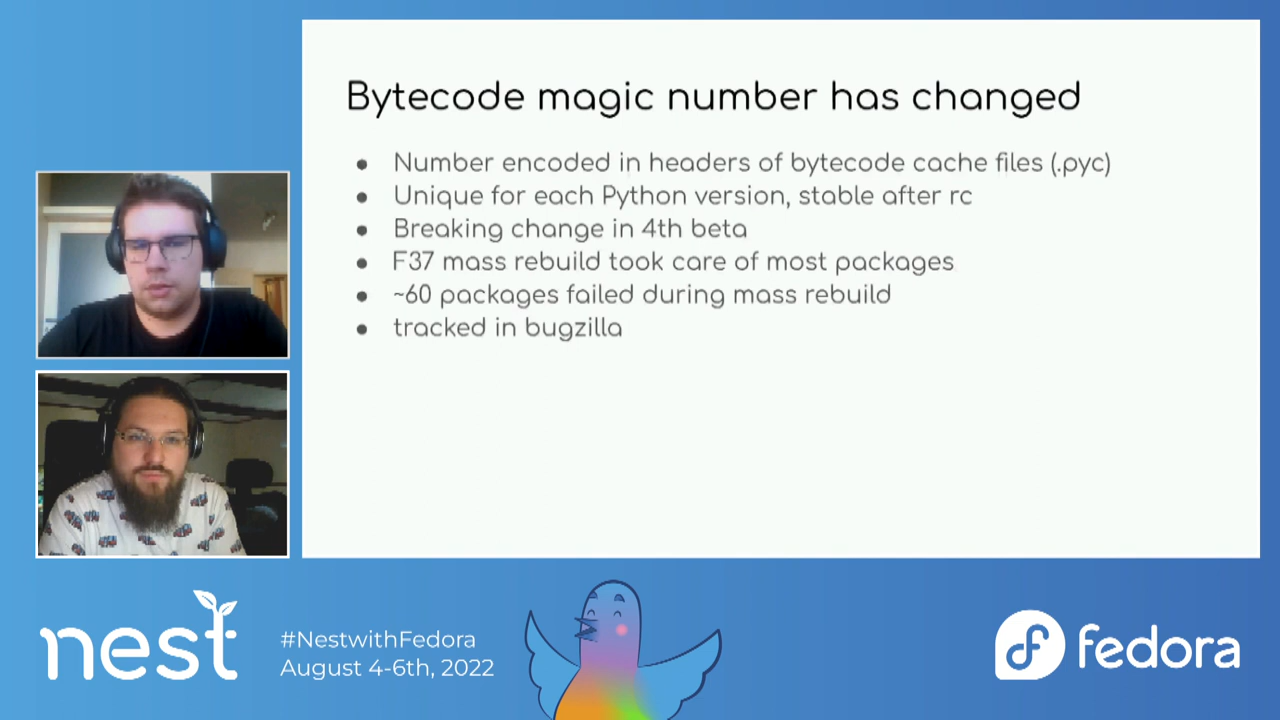 Bytecode magic number has changed
● Number encoded in headers of bytecode cache files (.pyc)
● Unique for each Python version, stable after rc
● Breaking change in 4th beta
● F37 mass rebuild took care of most packages
● ~60 packages failed during mass rebuild
● tracked in bugzilla
nest
#NestwithFedora
August 4-6th, 2022
fedora